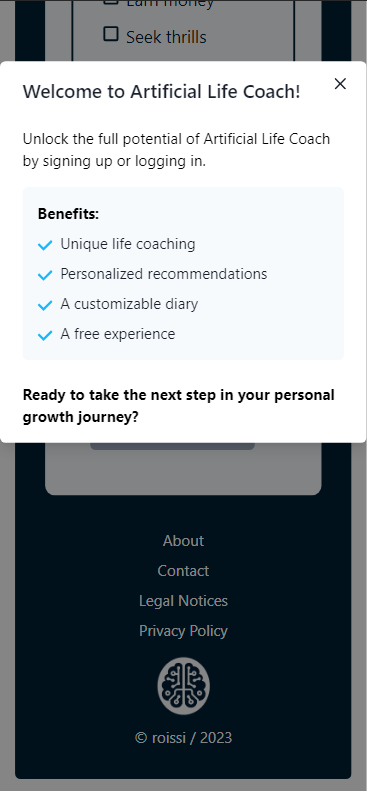 Earn money
Seek thrills
Welcome to Artificial Life Coach!
Unlock the full potential of Artificial Life Coach
by signing up or logging in.
Benefits:
Unique life coaching
Personalized recommendations
A customizable diary
A free experience
Ready to take the next step in your personal
growth journey?
About
Contact
Legal Notices
Privacy Policy
© roissi / 2023